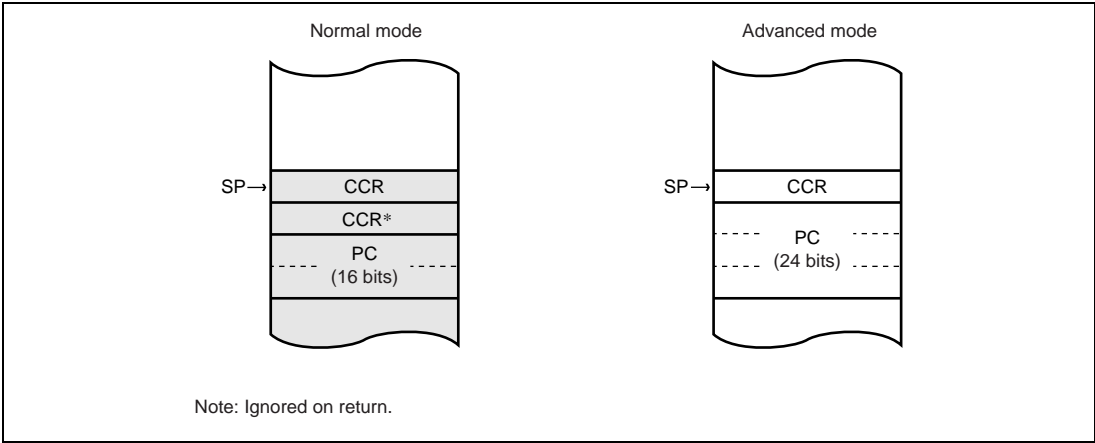 Normal mode
SP→ CCR
CCR*
PC
(16 bits)
Advanced mode
SP→ CCR
PC
(24 bits)
Note: Ignored on return.